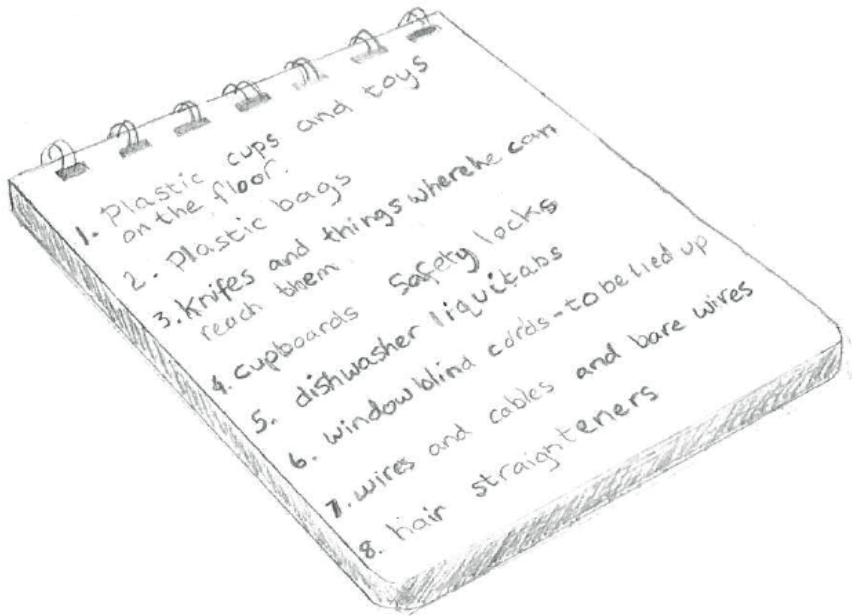 1. Plastic cups and toys
on the floor.
2. Plastic bags
3. Knifes and things where he can
reach them.
4. cupboards safety locks
5. dishwasher liquitabs
6. window blind cords - to be tied up
7. wires and cables and bare wires
8. hair straighteners